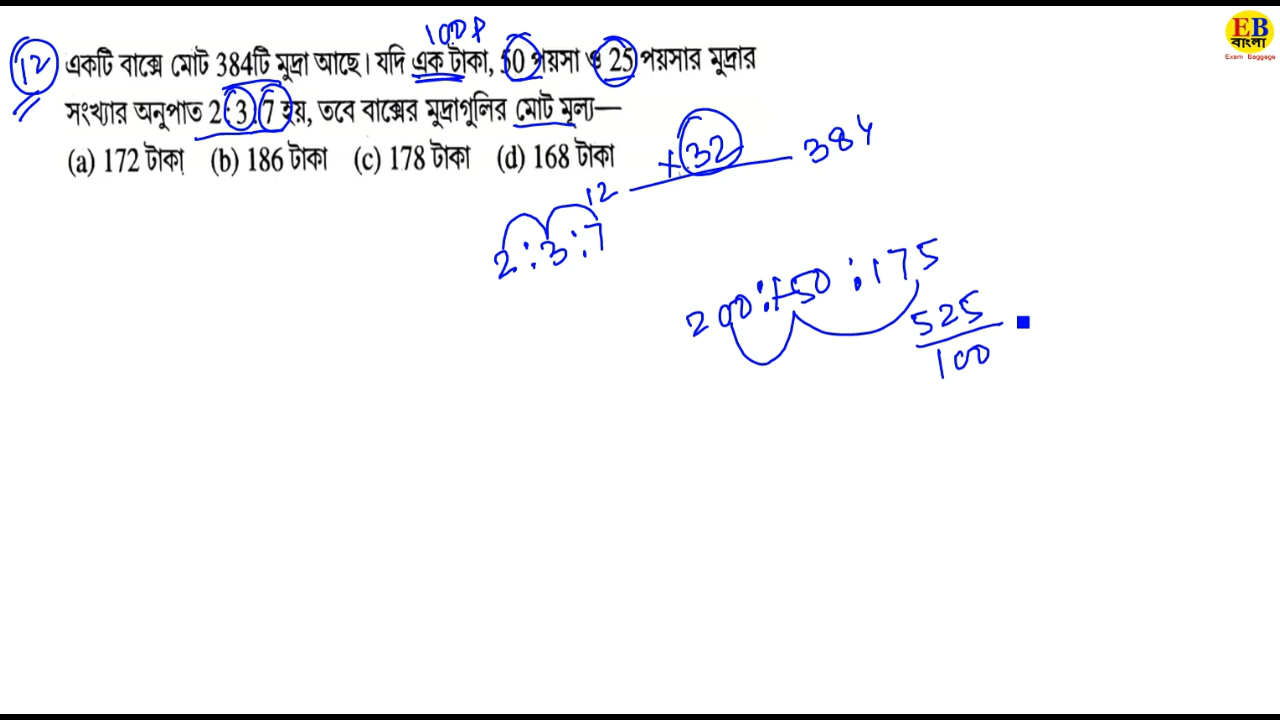 EB
বাংলা
Exam Baggage
100 P
12 একটি বাক্সে মোট 384টি মুদ্রা আছে। যদি এক টাকা, 50 পয়সা ও 25 পয়সার মুদ্রার
সংখ্যার অনুপাত 2:3:7 হয়, তবে বাক্সের মুদ্রাগুলির মোট মূল্য—
(a) 172 টাকা (b) 186 টাকা (c) 178 টাকা (d) 168 টাকা
12 ×32 384
2:3:7
200:150:175
525
100